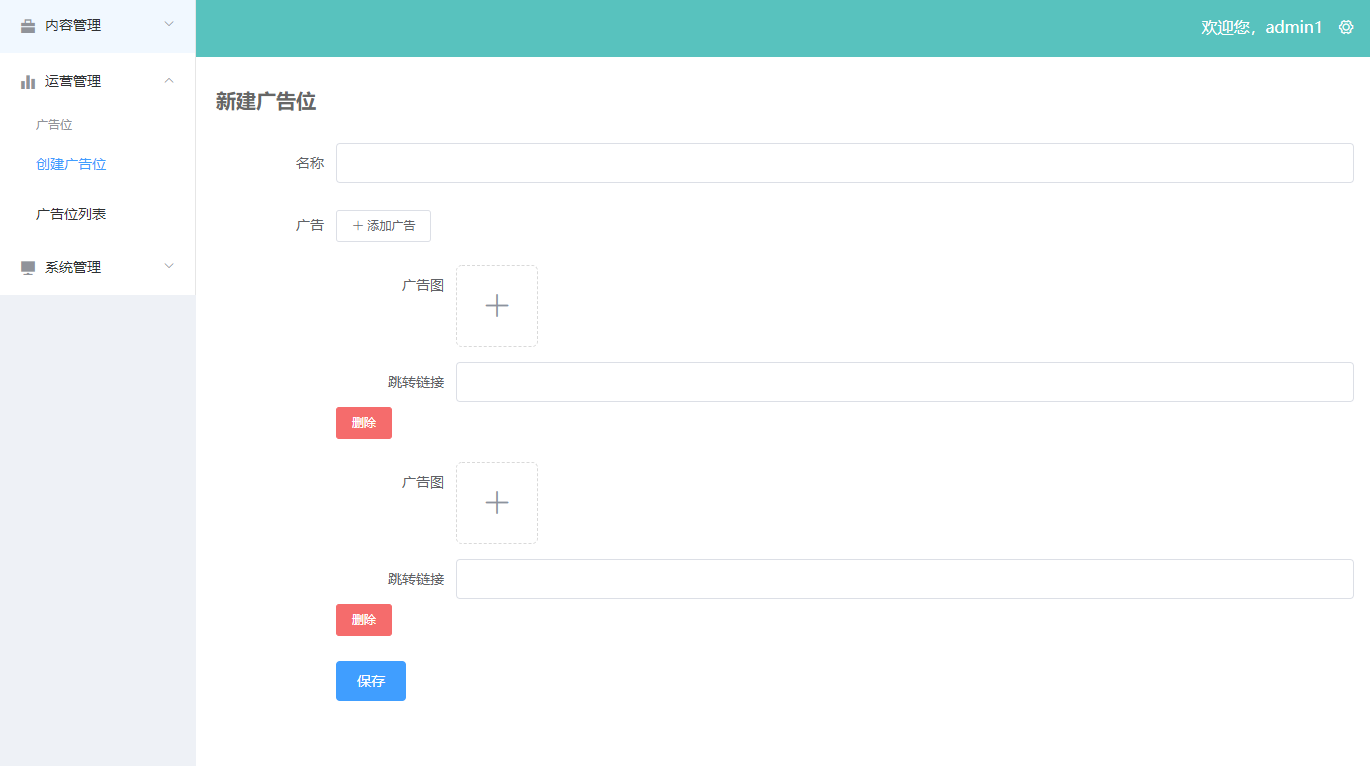 内容管理
运营管理
广告位
创建广告位
广告位列表
系统管理
欢迎您，admin1
新建广告位
名称
广告
添加广告
广告图
跳转链接
删除
广告图
跳转链接
删除
保存